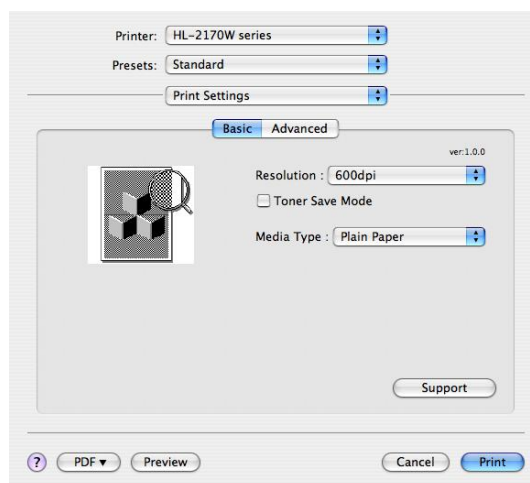 Printer: HL-2170W series
Presets: Standard
Print Settings
Basic Advanced
ver:1.0.0
Resolution : 600dpi
Toner Save Mode
Media Type : Plain Paper
Support
? PDF▼ Preview Cancel Print